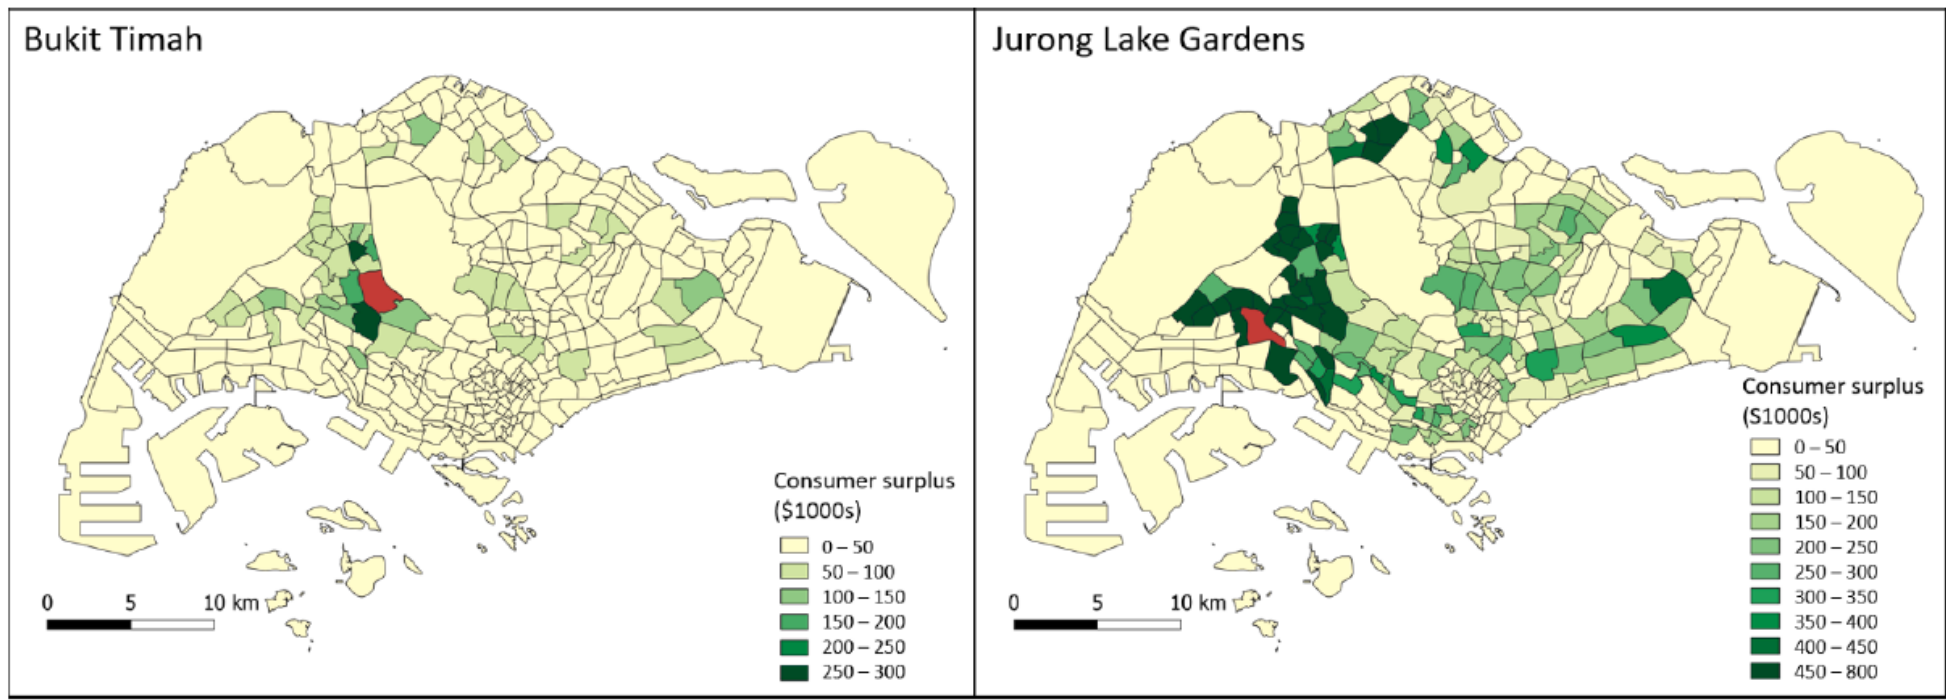 Bukit Timah
Consumer surplus
($1000s)
0 – 50
50 – 100
100 – 150
150 – 200
200 – 250
250 – 300
0 5 10 km
Jurong Lake Gardens
Consumer surplus
(S1000s)
0 – 50
50 – 100
100 – 150
150 – 200
200 – 250
250 – 300
300 – 350
350 – 400
400 – 450
450 – 800
0 5 10 km